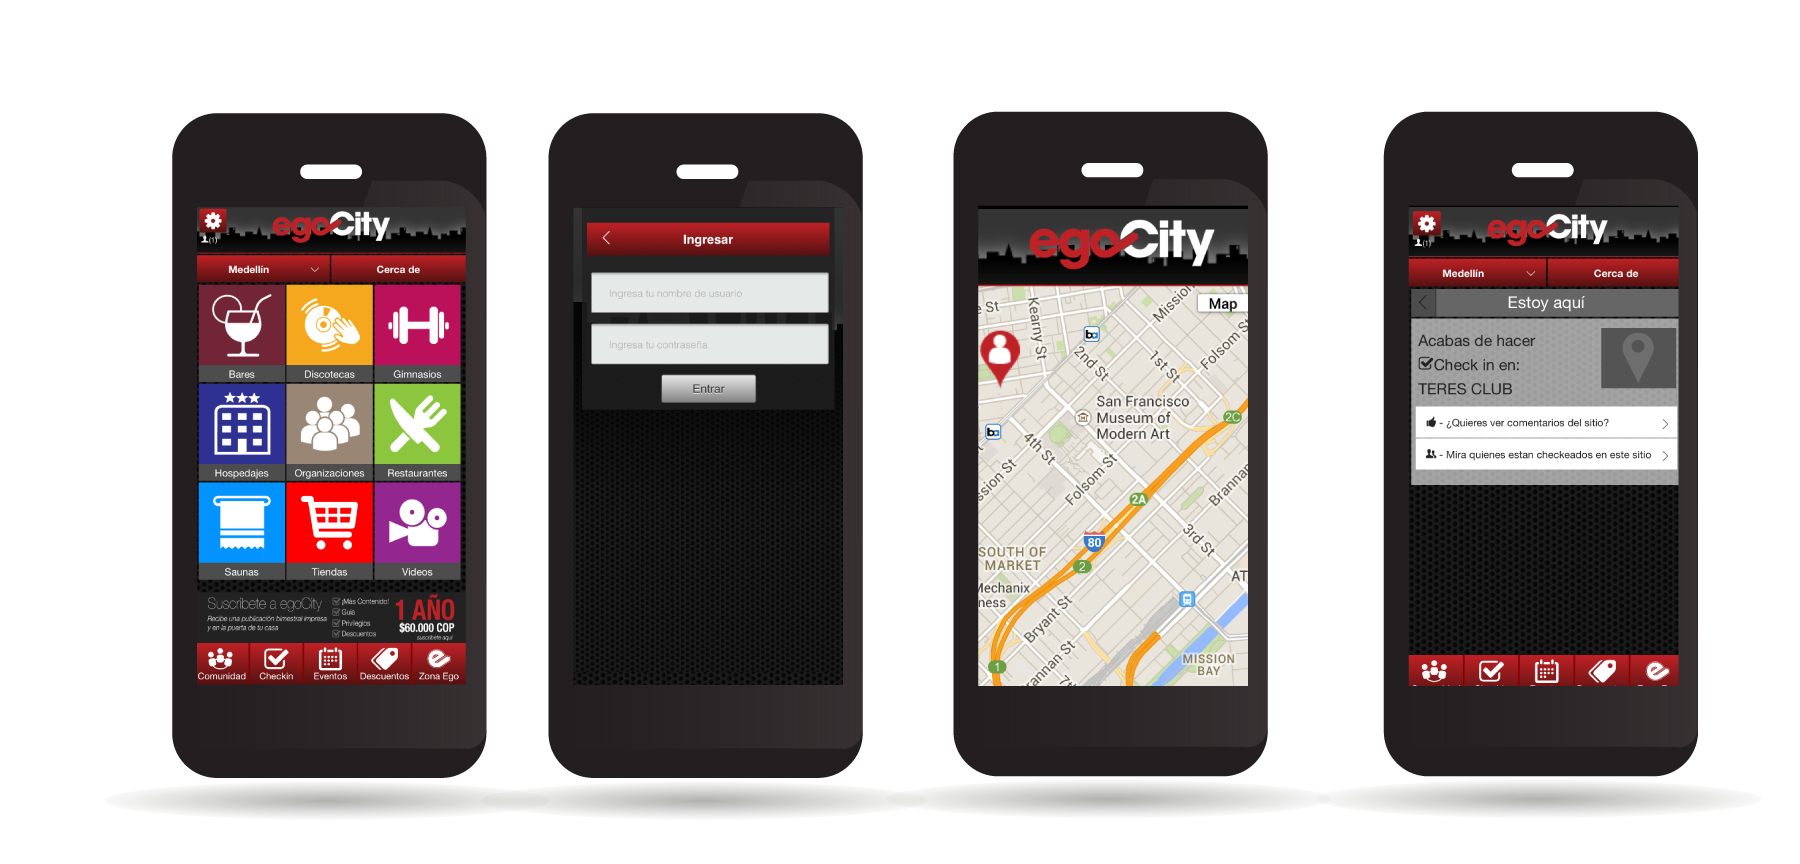 egoCity
(1)
Medellín
Cerca de
Bares
Discotecas
Gimnasios
Hospedajes
Organizaciones
Restaurantes
Saunas
Tiendas
Videos
Suscríbete a egoCity
Recibe una publicación bimestral impresa
y en la puerta de tu casa
¡Más Contenido!
Guia
Privilegios
Descuentos
1 AÑO
$60.000 COP
suscríbete aquí
Comunidad
Checkin
Eventos
Descuentos
Zona Ego
Ingresar
Ingresa tu nombre de usuario
Ingresa tu contraseña
Entrar
egoCity
Map
e St
Kearny St
Mission
2nd St
1st St
Folsom St
San Francisco
Museum of
Modern Art
2C
4th St
ssion St
Folsom St
2A
Branna
3rd St
80
SOUTH OF
MARKET
2
AT
Mechanix
ness
Bryant St
1
rannan St
7t
MISSION
BAY
egoCity
(1)
Medellín
Cerca de
Estoy aquí
Acabas de hacer
Check in en:
TERES CLUB
- ¿Quieres ver comentarios del sitio?
- Mira quienes estan checkeados en este sitio